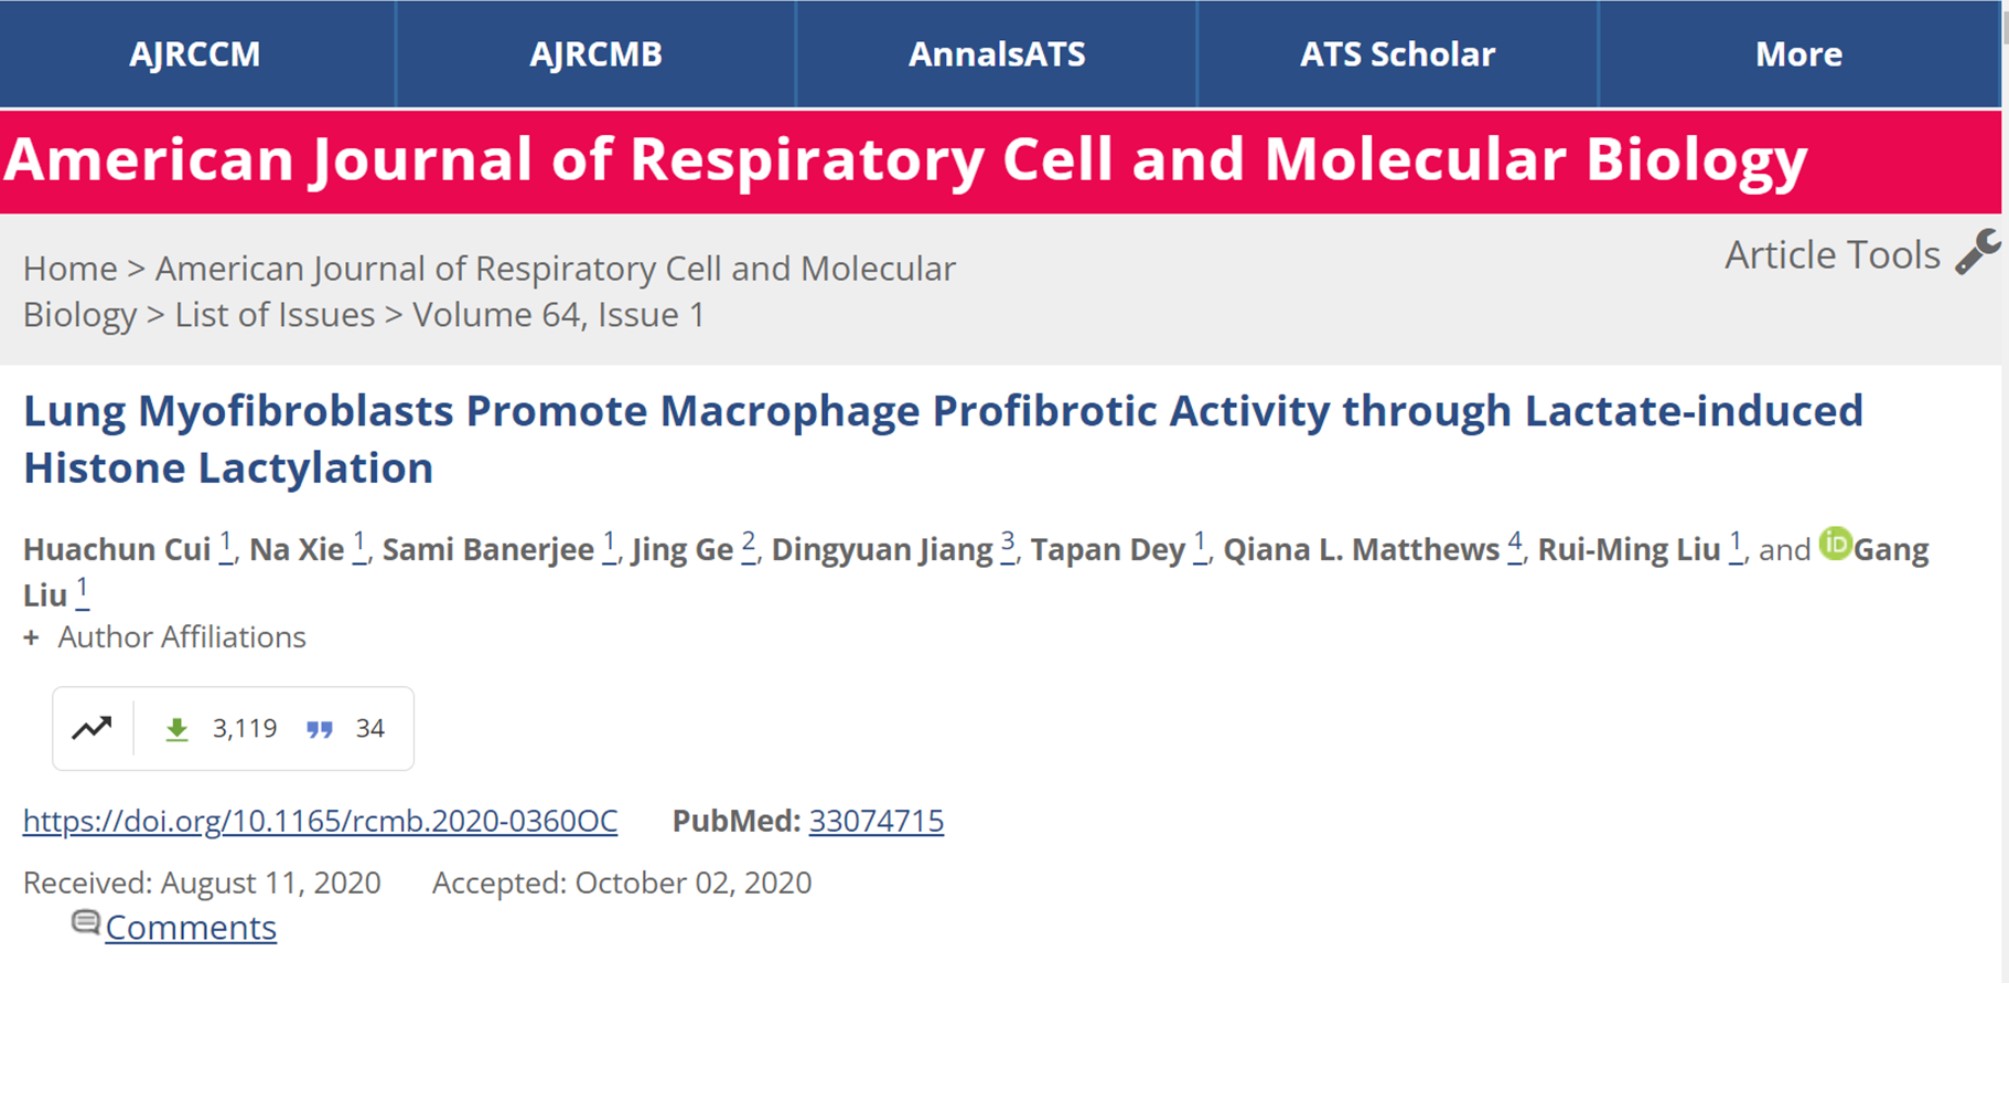 AJRCCM AJRCMB AnnalsATS ATS Scholar More
American Journal of Respiratory Cell and Molecular Biology
Article Tools
Home > American Journal of Respiratory Cell and Molecular
Biology > List of Issues > Volume 64, Issue 1
Lung Myofibroblasts Promote Macrophage Profibrotic Activity through Lactate-induced
Histone Lactylation
Huachun Cui 1, Na Xie 1, Sami Banerjee 1, Jing Ge 2, Dingyuan Jiang 3, Tapan Dey 1, Qiana L. Matthews 4, Rui-Ming Liu 1, and iD Gang
Liu 1
+ Author Affiliations
3,119 34
https://doi.org/10.1165/rcmb.2020-0360OC PubMed: 33074715
Received: August 11, 2020 Accepted: October 02, 2020
Comments